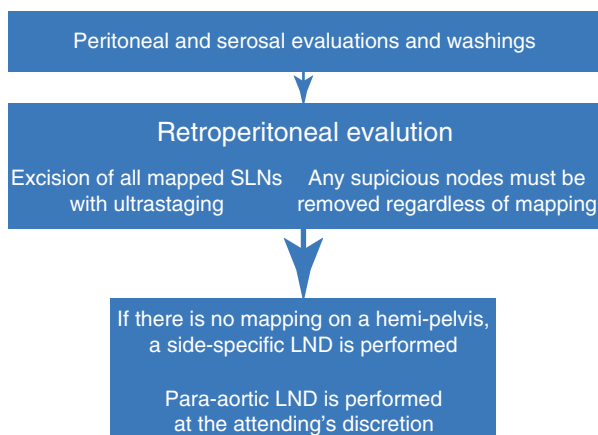 Peritoneal and serosal evaluations and washings
Retroperitoneal evalution
Excision of all mapped SLNs
with ultrastaging
Any supicious nodes must be
removed regardless of mapping
If there is no mapping on a hemi-pelvis,
a side-specific LND is performed
Para-aortic LND is performed
at the attending's discretion